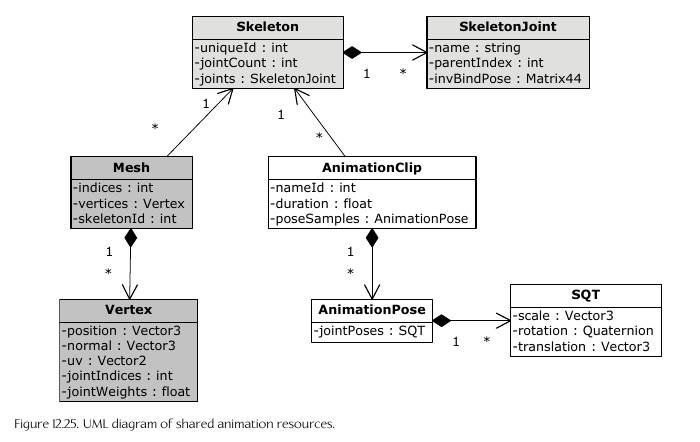 Skeleton
-uniqueId : int
-jointCount : int
-joints : SkeletonJoint
1
*
SkeletonJoint
-name : string
-parentIndex : int
-invBindPose : Matrix44
1
*
1
*
Mesh
-indices : int
-vertices : Vertex
-skeletonId : int
AnimationClip
-nameId : int
-duration : float
-poseSamples : AnimationPose
1
*
1
*
Vertex
-position : Vector3
-normal : Vector3
-uv : Vector2
-jointIndices : int
-jointWeights : float
AnimationPose
-jointPoses : SQT
1
*
SQT
-scale : Vector3
-rotation : Quaternion
-translation : Vector3
Figure 12.25. UML diagram of shared animation resources.